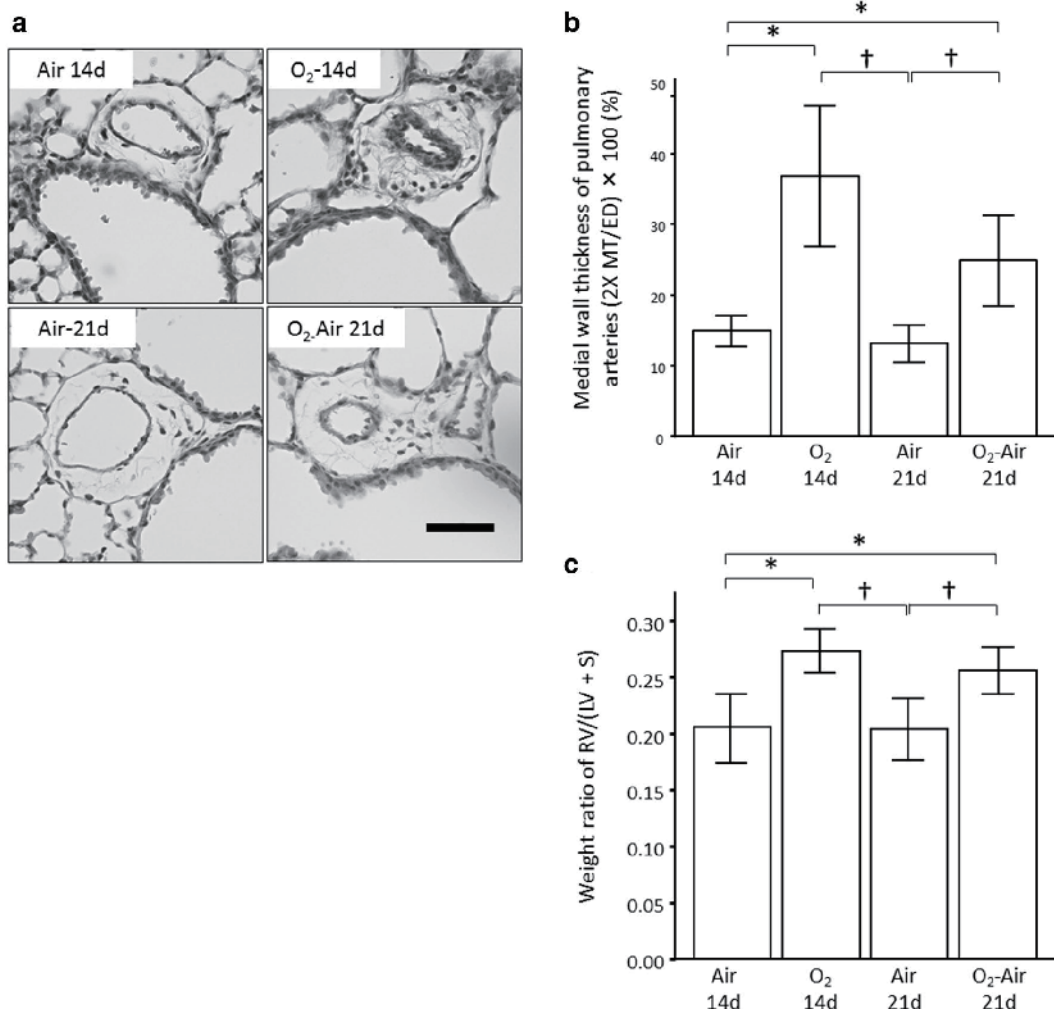 a
Air 14d
O₂-14d
Air-21d
O₂-Air 21d
b
*
*
†
†
Medial wall thickness of pulmonary
arteries (2X MT/ED) × 100 (%)
50
40
30
20
10
0
Air
14d
O₂
14d
Air
21d
O₂-Air
21d
c
*
*
†
†
Weight ratio of RV/(LV + S)
0.30
0.25
0.20
0.15
0.10
0.05
0.00
Air
14d
O₂
14d
Air
21d
O₂-Air
21d